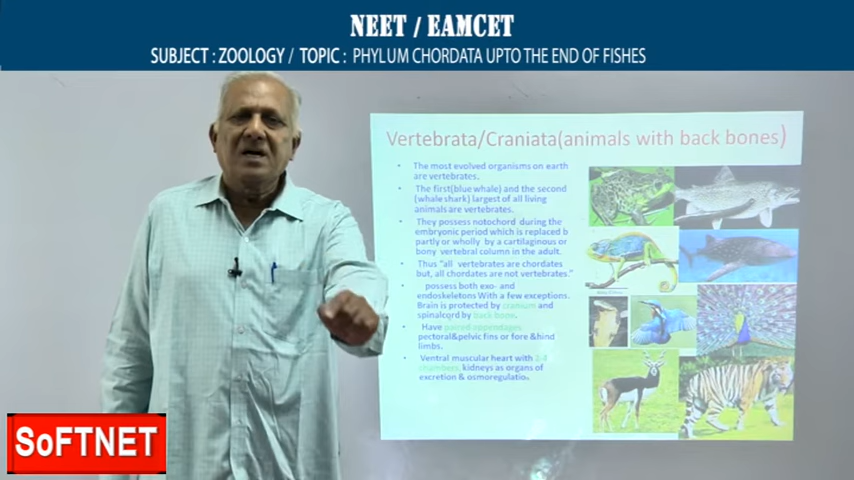 NEET / EAMCET
SUBJECT : ZOOLOGY / TOPIC : PHYLUM CHORDATA UPTO THE END OF FISHES
Vertebrata/Craniata(animals with back bones)
• The most evolved organisms on earth
are vertebrates.
• The first(blue whale) and the second
(whale shark) largest of all living
animals are vertebrates.
• They possess notochord during the
embryonic period which is replaced b
partly or wholly by a cartilaginous or
bony vertebral column in the adult.
• Thus "all vertebrates are chordates
but, all chordates are not vertebrates."
• possess both exo- and
endoskeletons With a few exceptions.
Brain is protected by cranium and
spinalcord by back bone.
• Have paired appendages
pectoral&pelvic fins or fore &hind
limbs.
• Ventral muscular heart with 2-4
chambers, kidneys as organs of
excretion & osmoregulation.
SoFTNET